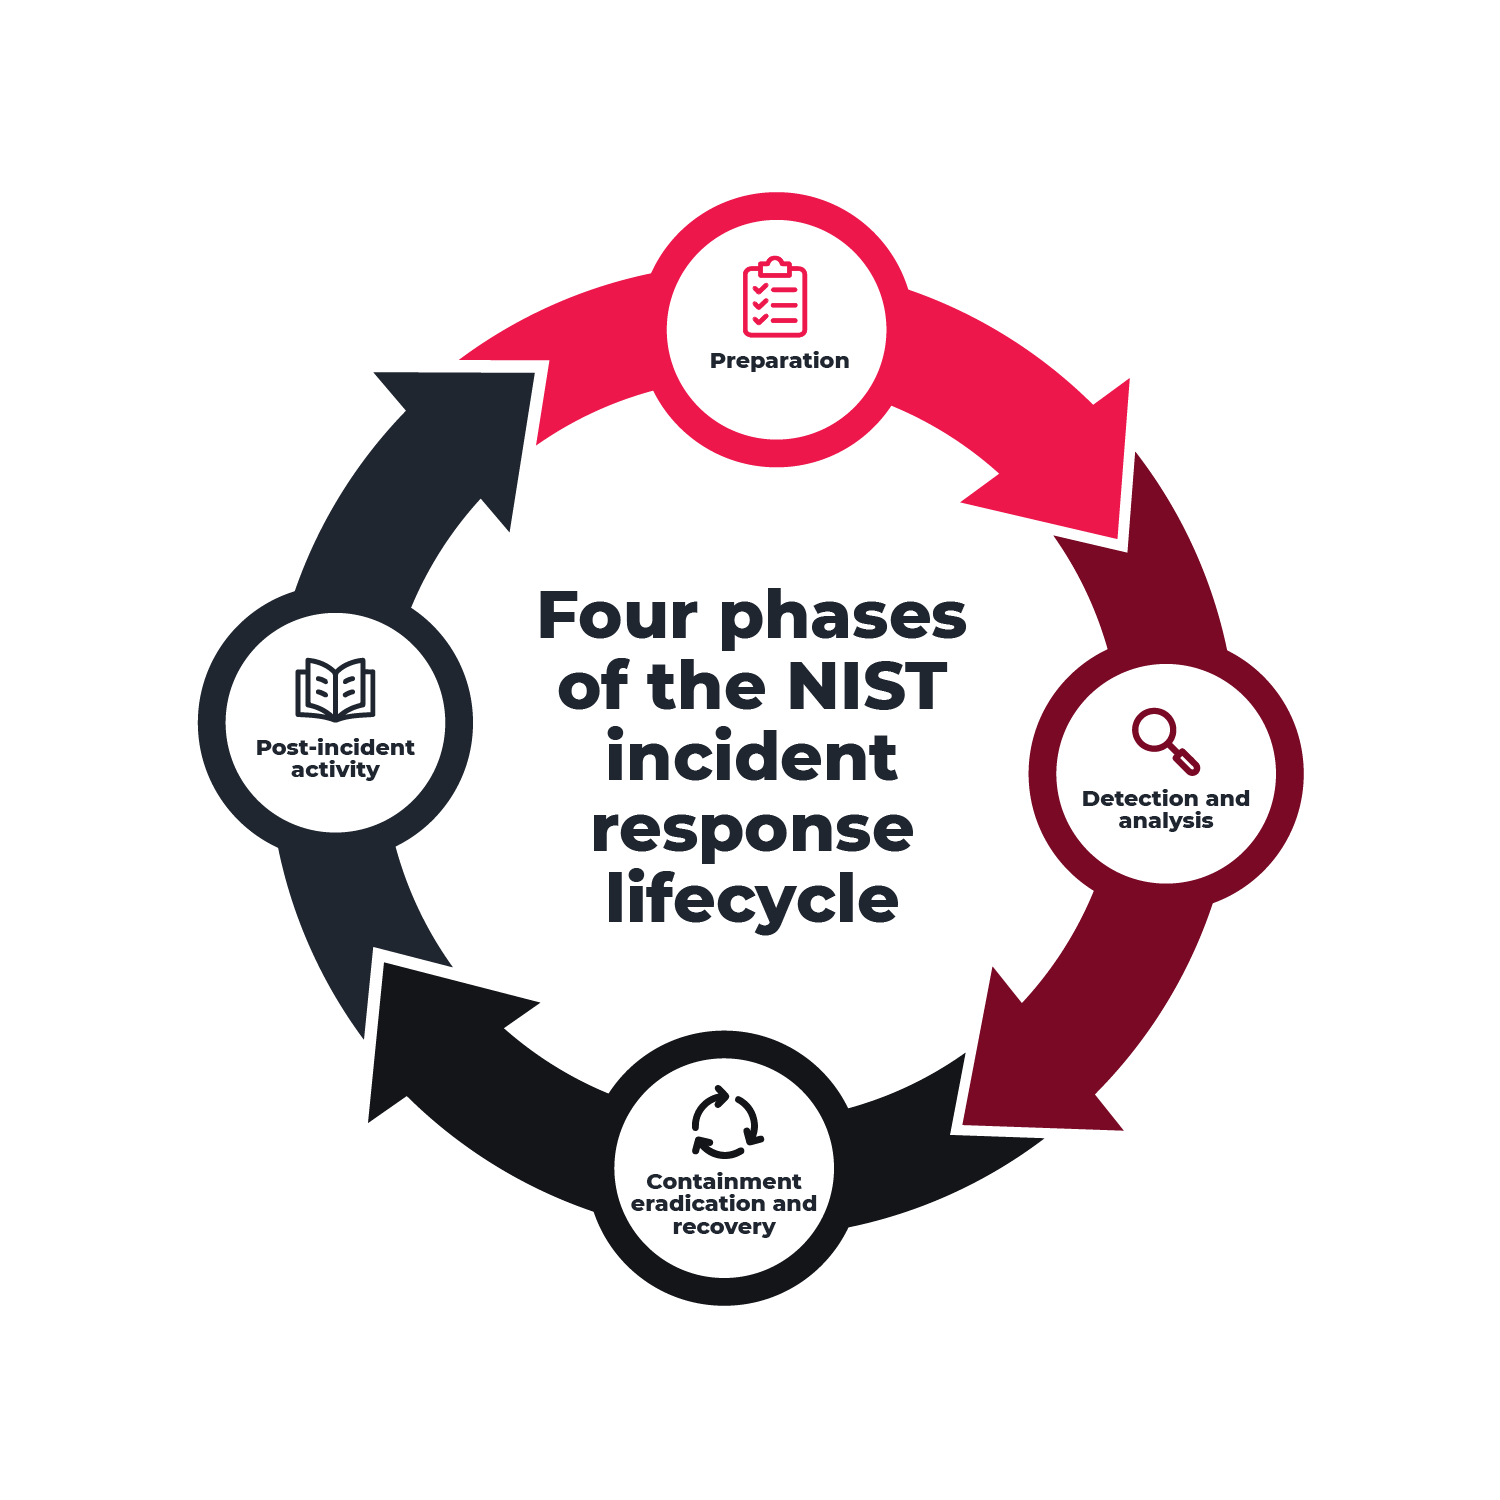 Preparation
Four phases
of the NIST
incident
response
lifecycle
Detection and
analysis
Containment
eradication and
recovery
Post-incident
activity